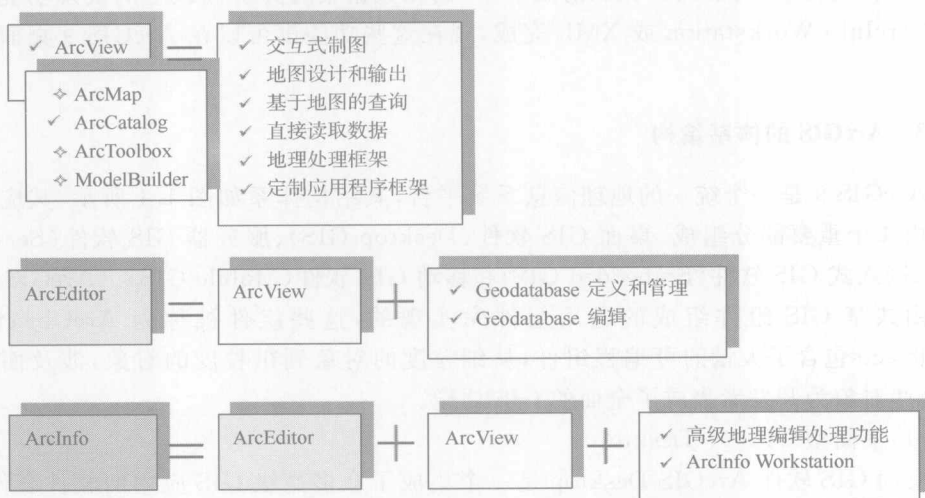 ArcView
✧ ArcMap
✓ ArcCatalog
✧ ArcToolbox
✧ ModelBuilder
✓ 交互式制图
✓ 地图设计和输出
✓ 基于地图的查询
✓ 直接读取数据
✓ 地理处理框架
✓ 定制应用程序框架
ArcEditor
ArcView
✓ Geodatabase 定义和管理
✓ Geodatabase 编辑
ArcInfo
ArcEditor
ArcView
✓ 高级地理编辑处理功能
✓ ArcInfo Workstation